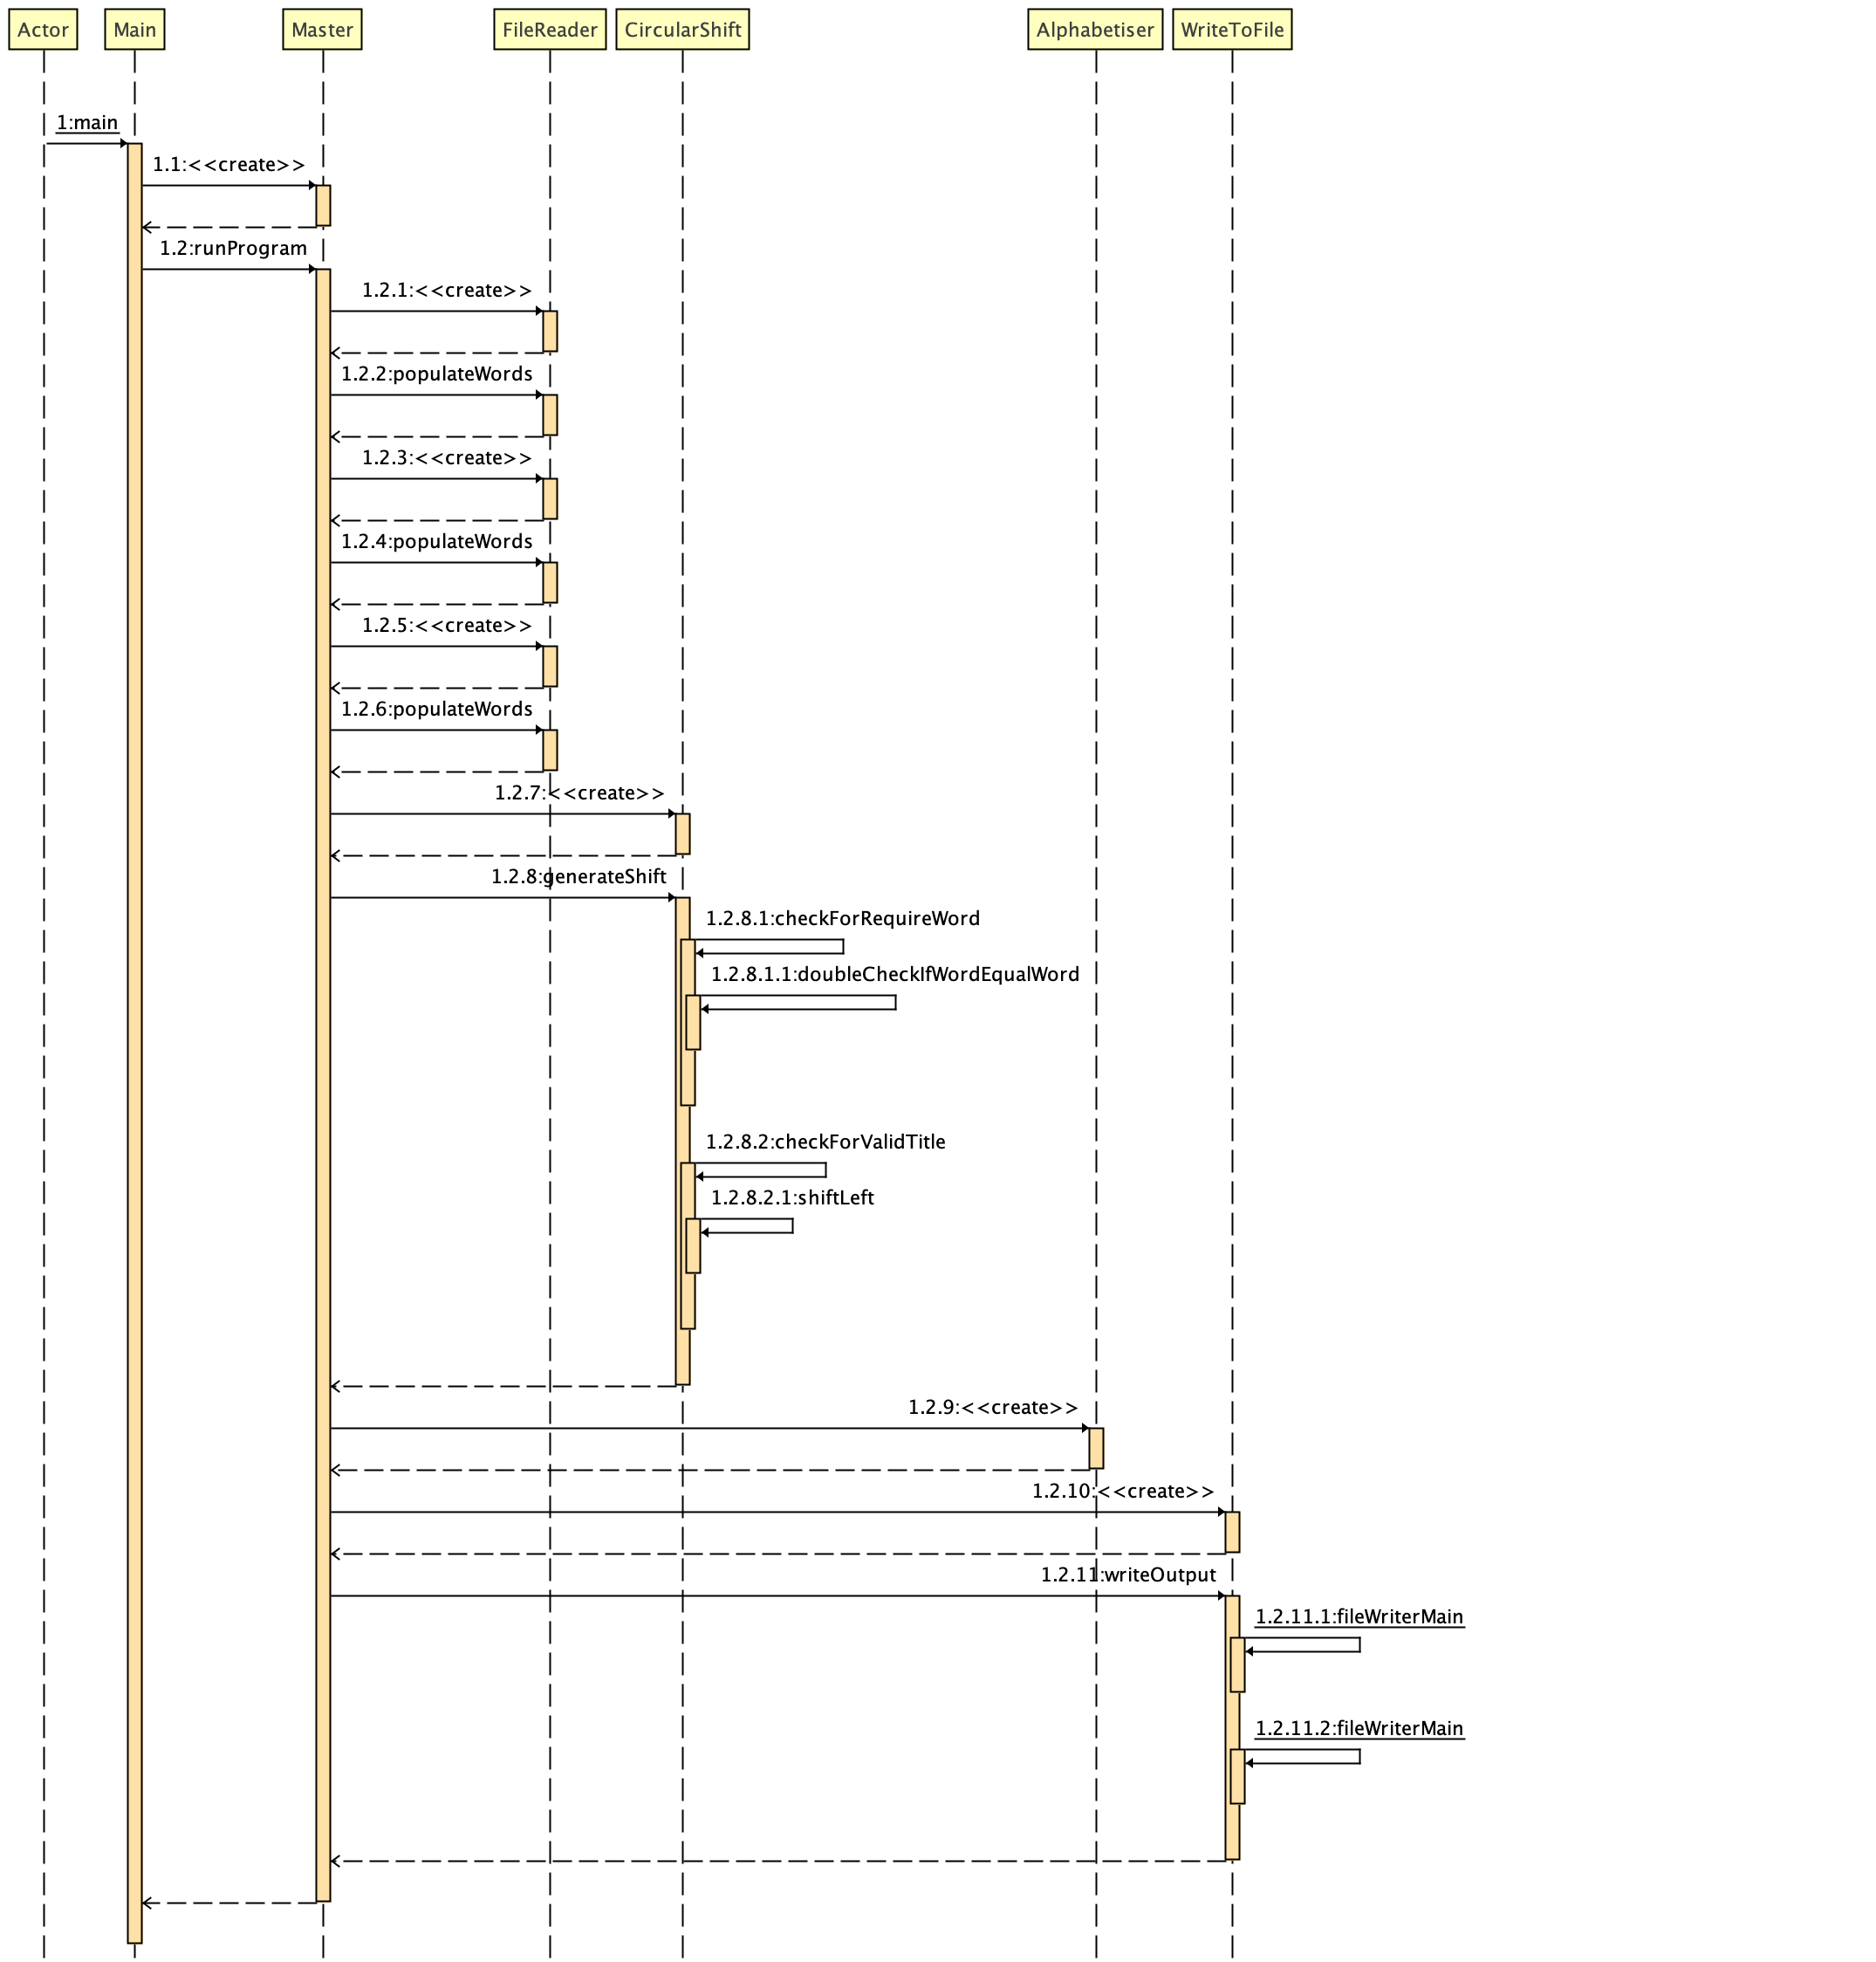 Actor Main Master FileReader CircularShift Alphabetiser WriteToFile
1:main
1.1:<<create>>
1.2:runProgram
1.2.1:<<create>>
1.2.2:populateWords
1.2.3:<<create>>
1.2.4:populateWords
1.2.5:<<create>>
1.2.6:populateWords
1.2.7:<<create>>
1.2.8:generateShift
1.2.8.1:checkForRequireWord
1.2.8.1.1:doubleCheckIfWordEqualWord
1.2.8.2:checkForValidTitle
1.2.8.2.1:shiftLeft
1.2.9:<<create>>
1.2.10:<<create>>
1.2.11:writeOutput
1.2.11.1:fileWriterMain
1.2.11.2:fileWriterMain